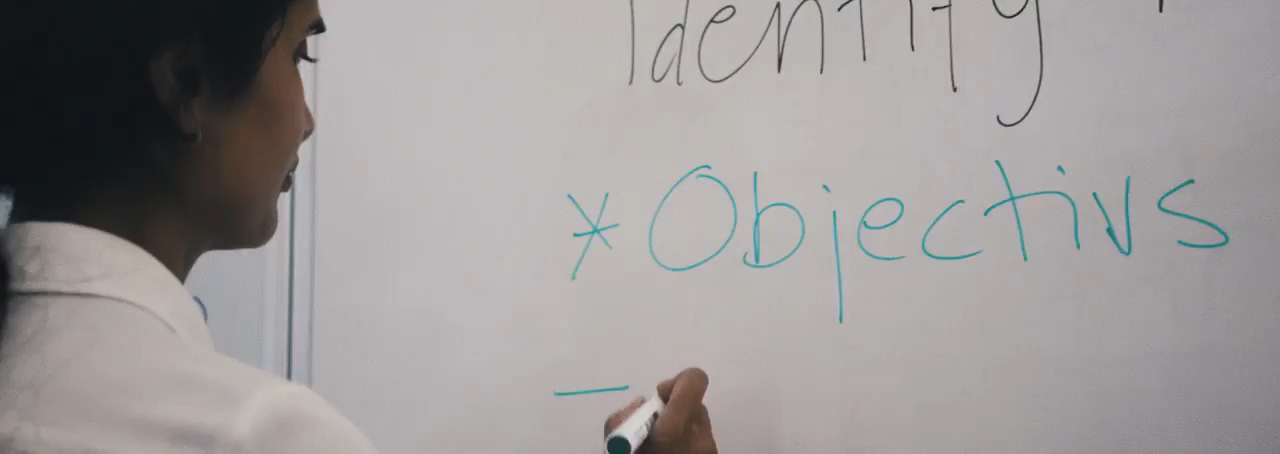 Identify
* Objectivs
–